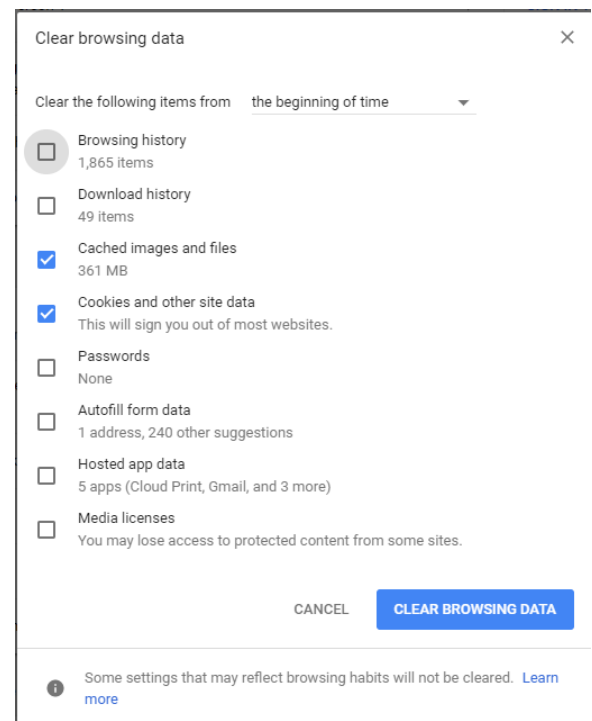 Clear browsing data
Clear the following items from the beginning of time
Browsing history
1,865 items
Download history
49 items
Cached images and files
361 MB
Cookies and other site data
This will sign you out of most websites.
Passwords
None
Autofill form data
1 address, 240 other suggestions
Hosted app data
5 apps (Cloud Print, Gmail, and 3 more)
Media licenses
You may lose access to protected content from some sites.
CANCEL CLEAR BROWSING DATA
Some settings that may reflect browsing habits will not be cleared. Learn
more